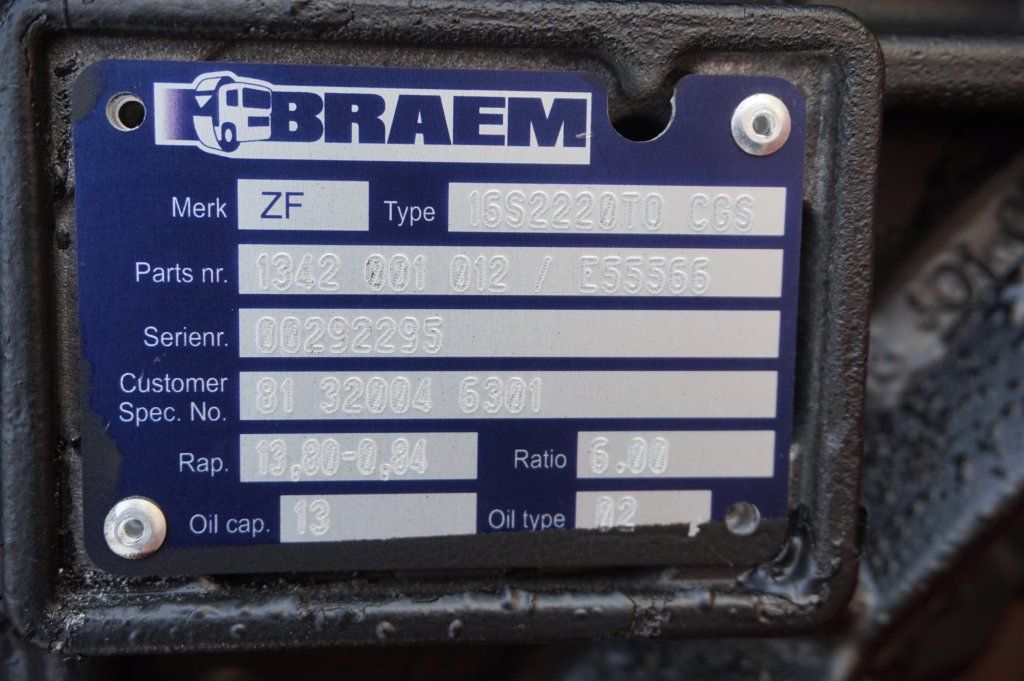 BRAEM
Merk ZF Type 16S2220TO CGS
Parts nr. 1342 001 012 / E55566
Serienr. 00292295
Customer
Spec. No. 81 32004 6301
Rap. 13,80-0,84 Ratio 6.00
Oil cap. 13 Oil type 02